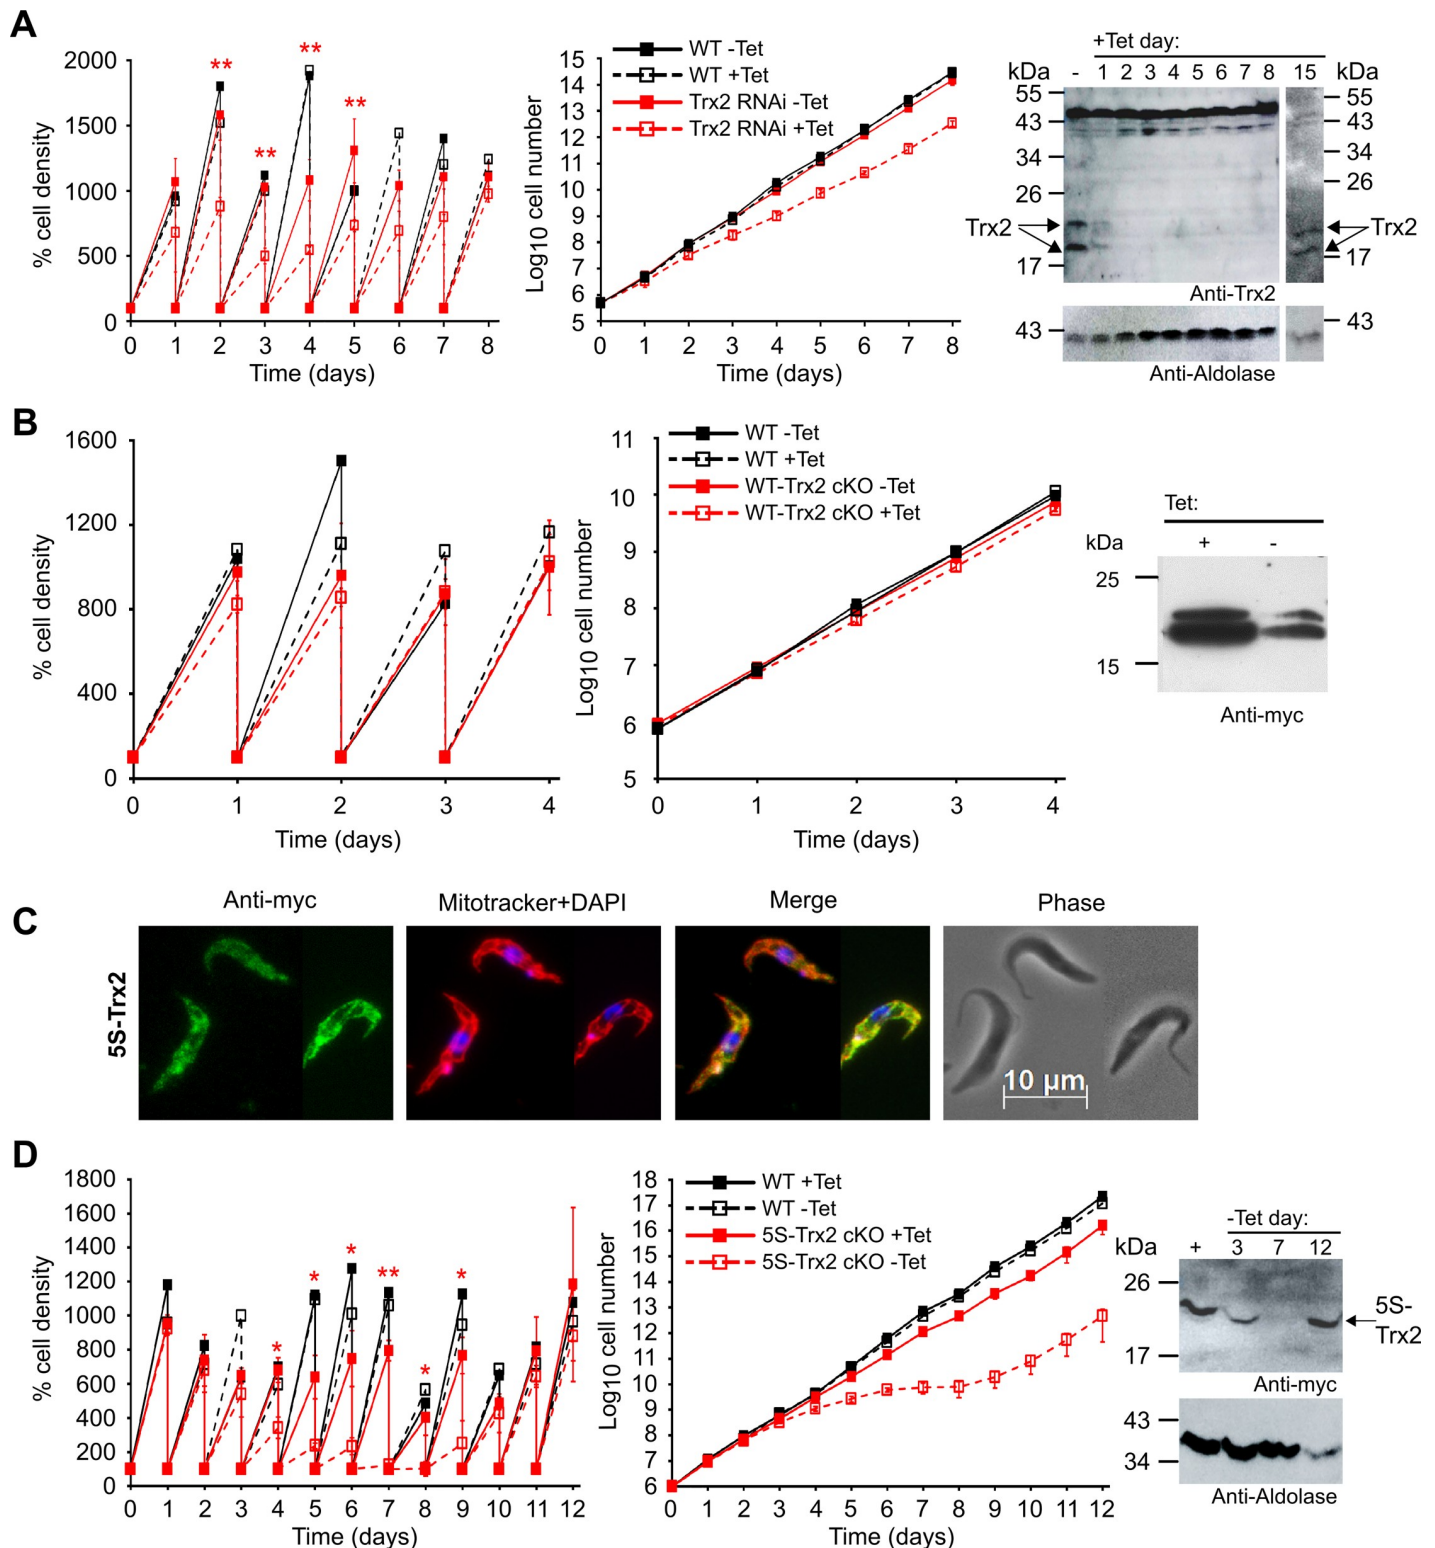 A
2000
1500
1000
500
0
% cell density
0 1 2 3 4 5 6 7 8
Time (days)
** ** ** ** **
15
14
13
12
11
10
9
8
7
6
5
Log10 cell number
0 1 2 3 4 5 6 7 8
Time (days)
WT -Tet
WT +Tet
Trx2 RNAi -Tet
Trx2 RNAi +Tet
+Tet day:
kDa - 1 2 3 4 5 6 7 8 15 kDa
55 55
43 43
34 34
26 26
Trx2 Trx2
17 17
Anti-Trx2
43 43
Anti-Aldolase
B
1600
1200
800
400
0
% cell density
0 1 2 3 4
Time (days)
11
10
9
8
7
6
5
Log10 cell number
0 1 2 3 4
Time (days)
WT -Tet
WT +Tet
WT-Trx2 cKO -Tet
WT-Trx2 cKO +Tet
Tet:
kDa + -
25
15
Anti-myc
C
Anti-myc Mitotracker+DAPI Merge Phase
5S-Trx2
10 µm
D
1800
1600
1400
1200
1000
800
600
400
200
0
% cell density
0 1 2 3 4 5 6 7 8 9 10 11 12
Time (days)
* * * ** * *
18
17
16
15
14
13
12
11
10
9
8
7
6
Log10 cell number
0 1 2 3 4 5 6 7 8 9 10 11 12
Time (days)
WT +Tet
WT -Tet
5S-Trx2 cKO +Tet
5S-Trx2 cKO -Tet
-Tet day:
kDa + 3 7 12
26
5S-
Trx2
17
Anti-myc
43
34
Anti-Aldolase